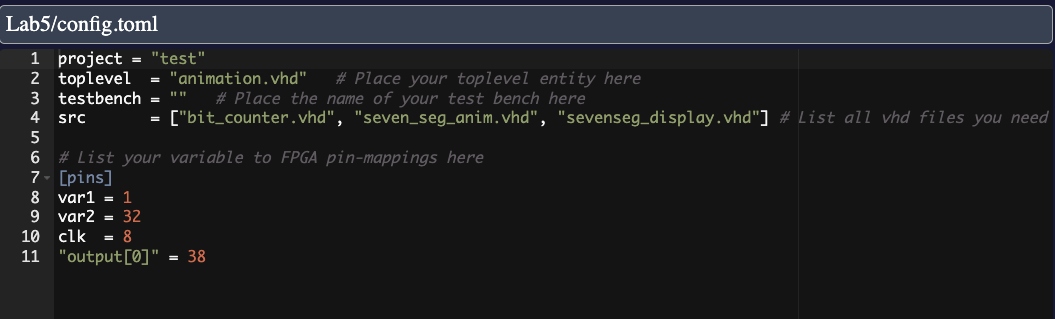 Lab5/config.toml
1 project = "test"
2 toplevel  = "animation.vhd"   # Place your toplevel entity here
3 testbench = ""   # Place the name of your test bench here
4 src       = ["bit_counter.vhd", "seven_seg_anim.vhd", "sevenseg_display.vhd"] # List all vhd files you need
5
6 # List your variable to FPGA pin-mappings here
7 [pins]
8 var1 = 1
9 var2 = 32
10 clk  = 8
11 "output[0]" = 38